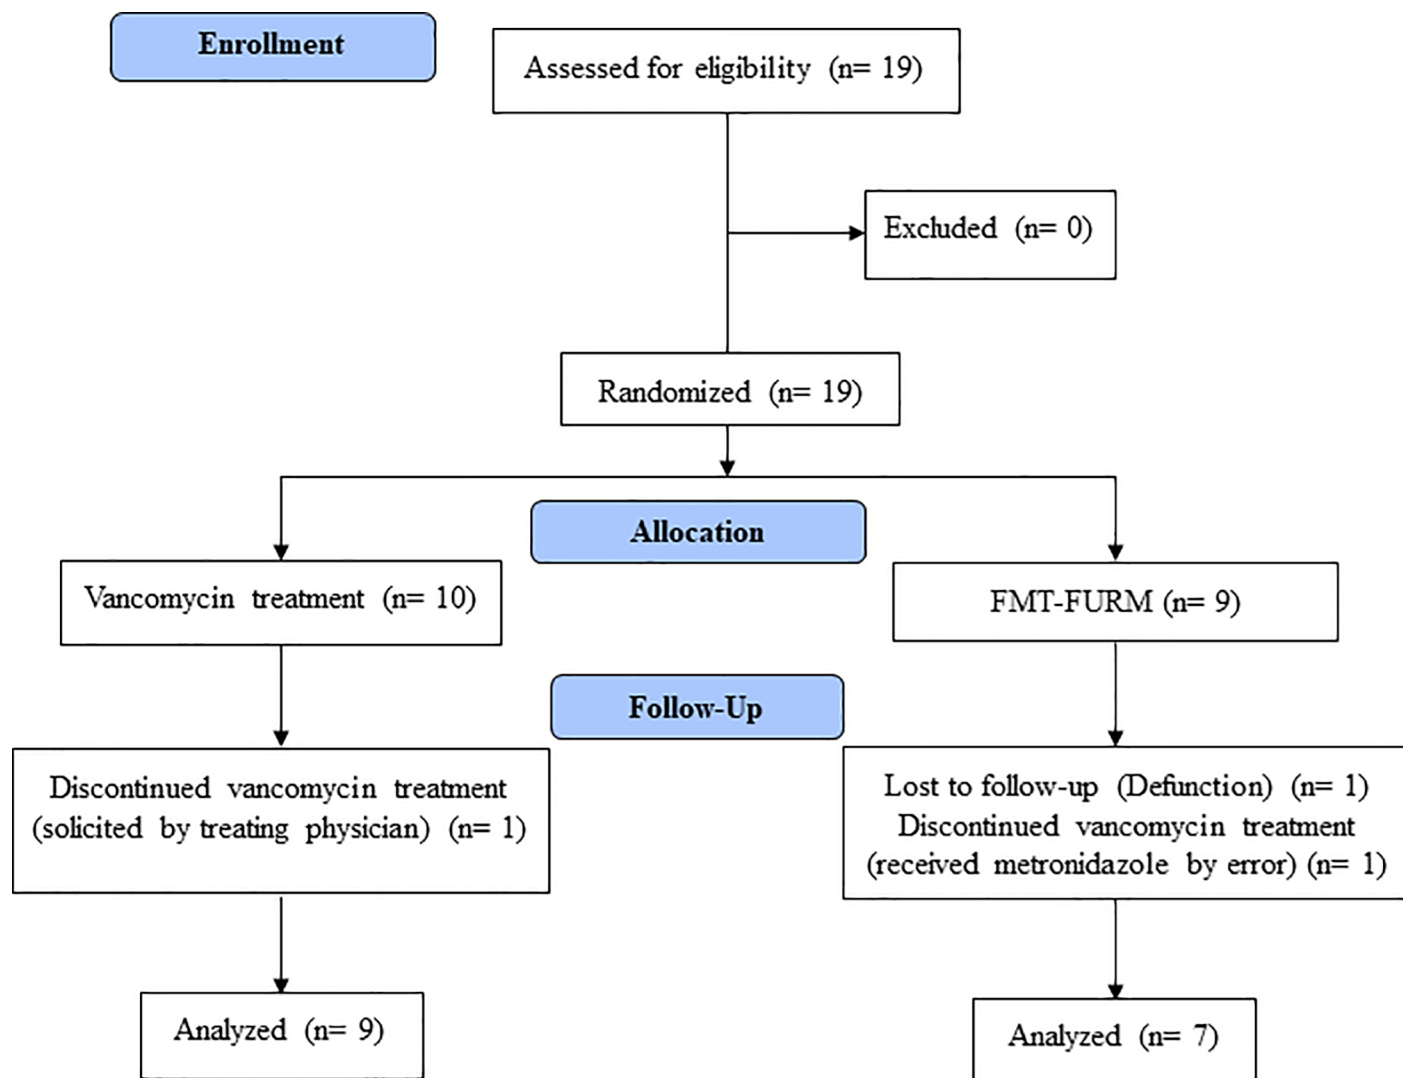 Enrollment
Assessed for eligibility (n= 19)
Excluded (n= 0)
Randomized (n= 19)
Allocation
Vancomycin treatment (n= 10)
FMT-FURM (n= 9)
Follow-Up
Discontinued vancomycin treatment
(solicited by treating physician) (n= 1)
Lost to follow-up (Defunction) (n= 1)
Discontinued vancomycin treatment
(received metronidazole by error) (n= 1)
Analyzed (n= 9)
Analyzed (n= 7)